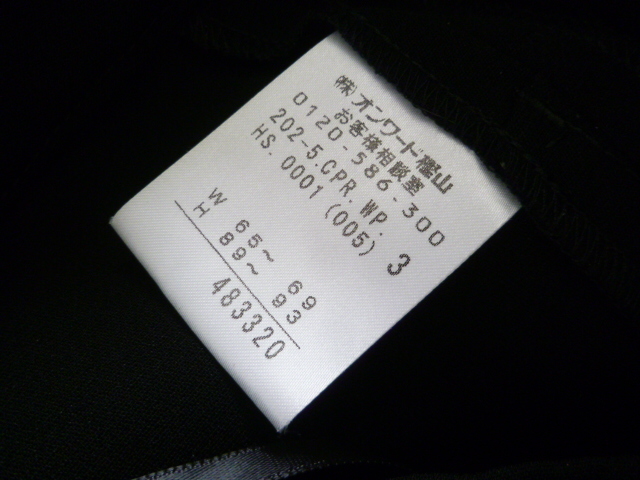 (株)オンワード樫山
お客様相談室
0120-586-300
202-5.CPR.WP.
HS.0001(005) 3
W 65～ 69
H 89～ 93
483320